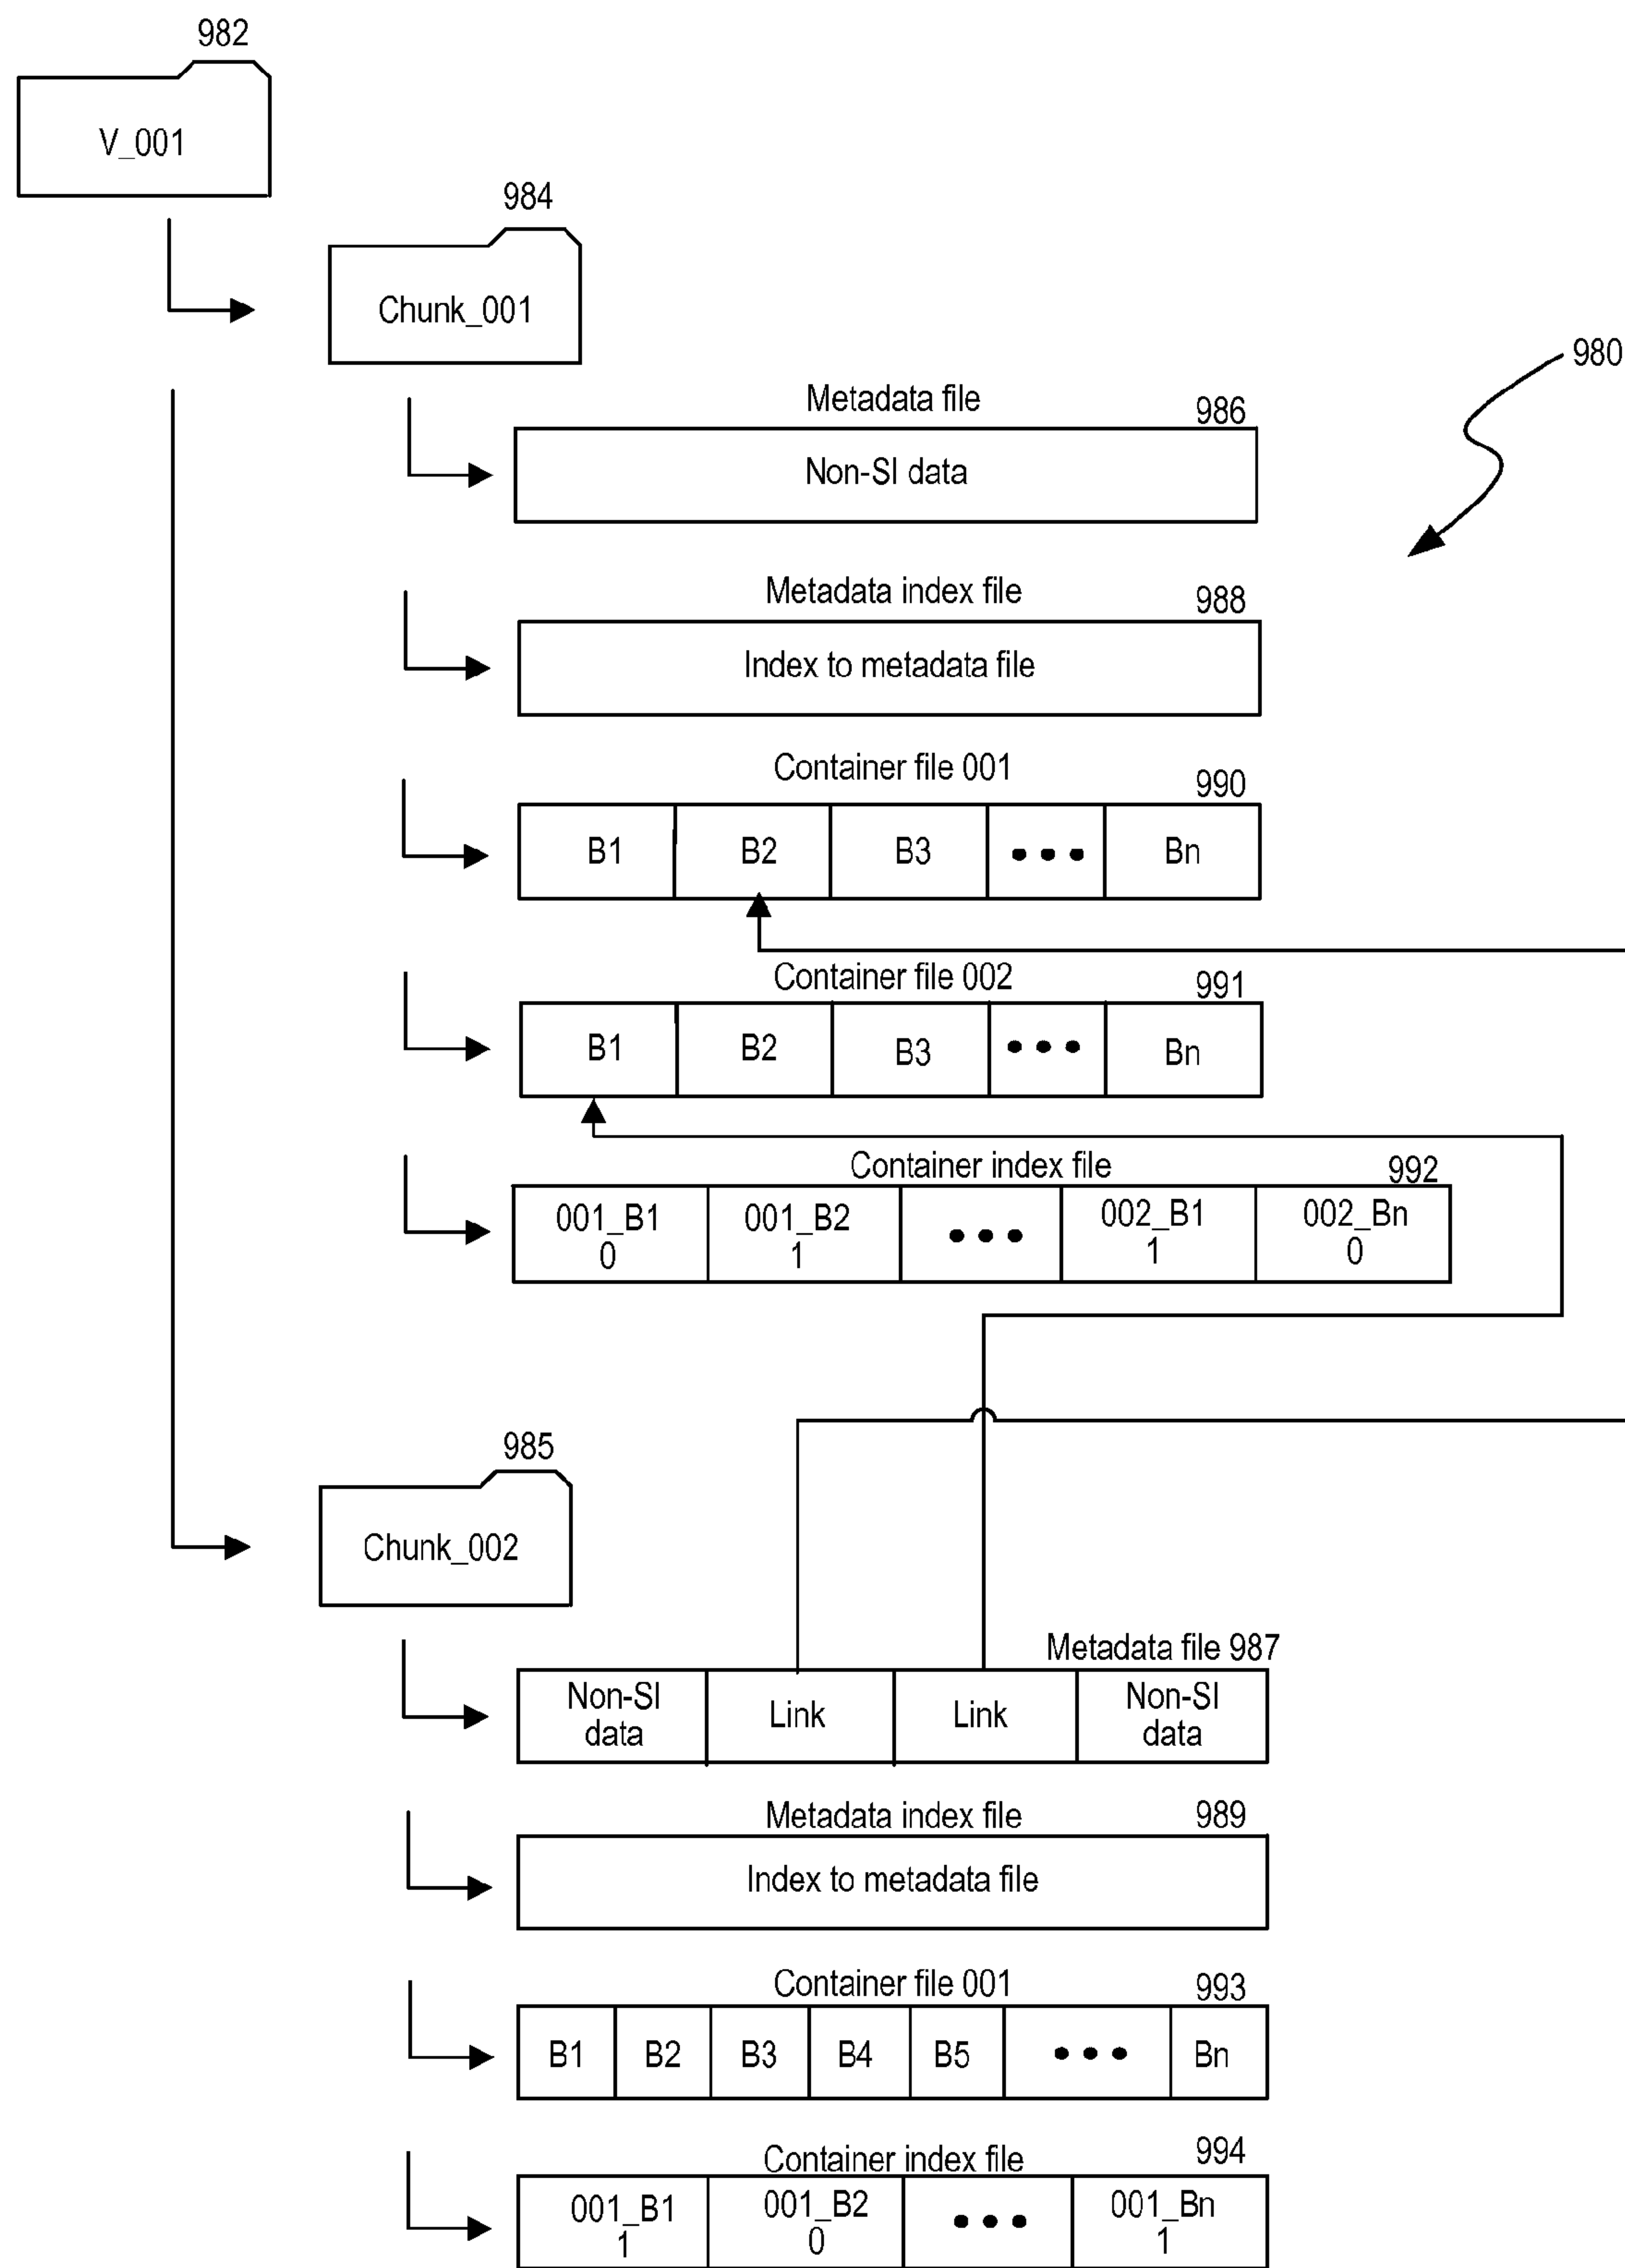 982
V_001
984
Chunk_001
980
Metadata file
986
Non-SI data
Metadata index file
988
Index to metadata file
Container file 001
990
B1 B2 B3 ••• Bn
Container file 002
991
B1 B2 B3 ••• Bn
Container index file
992
001_B1 001_B2 ••• 002_B1 002_Bn
0 1 1 0
985
Chunk_002
Metadata file 987
Non-SI Link Link Non-SI
data data
Metadata index file
989
Index to metadata file
Container file 001
993
B1 B2 B3 B4 B5 ••• Bn
Container index file
994
001_B1 001_B2 ••• 001_Bn
1 0 1